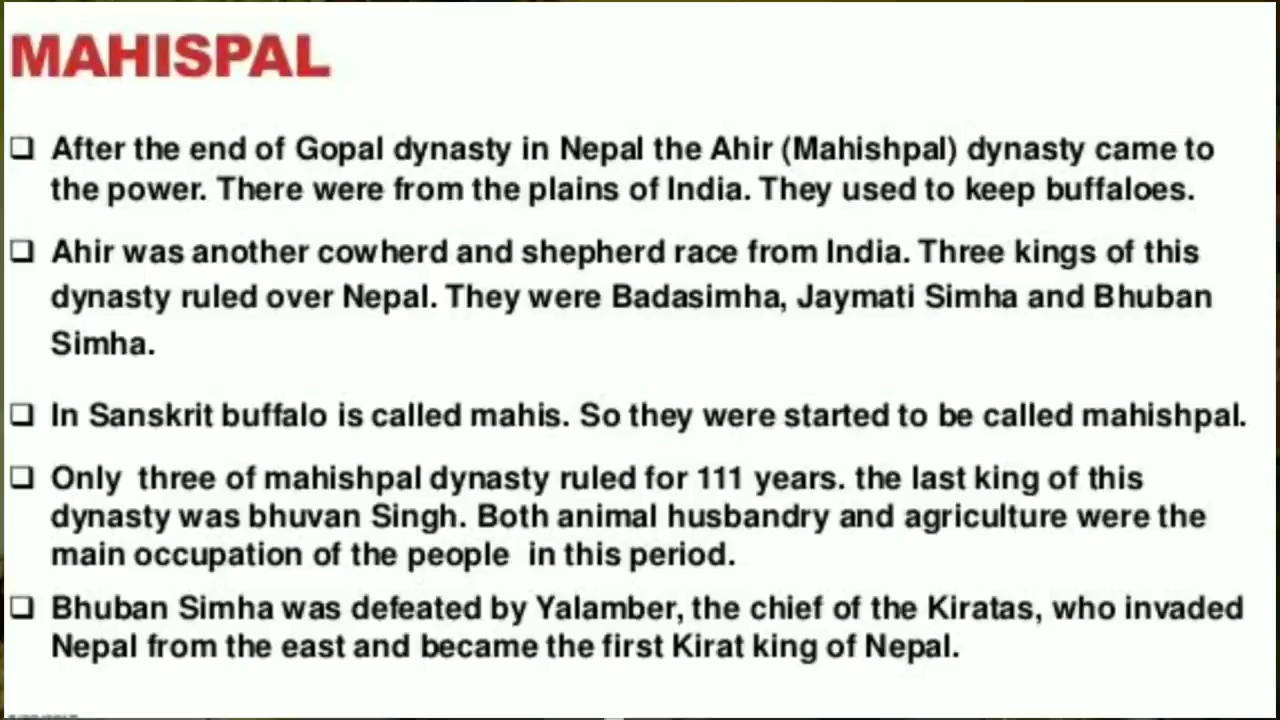 MAHISPAL
After the end of Gopal dynasty in Nepal the Ahir (Mahishpal) dynasty came to
the power. There were from the plains of India. They used to keep buffaloes.
Ahir was another cowherd and shepherd race from India. Three kings of this
dynasty ruled over Nepal. They were Badasimha, Jaymati Simha and Bhuban
Simha.
In Sanskrit buffalo is called mahis. So they were started to be called mahishpal.
Only three of mahishpal dynasty ruled for 111 years. the last king of this
dynasty was bhuvan Singh. Both animal husbandry and agriculture were the
main occupation of the people in this period.
Bhuban Simha was defeated by Yalamber, the chief of the Kiratas, who invaded
Nepal from the east and became the first Kirat king of Nepal.